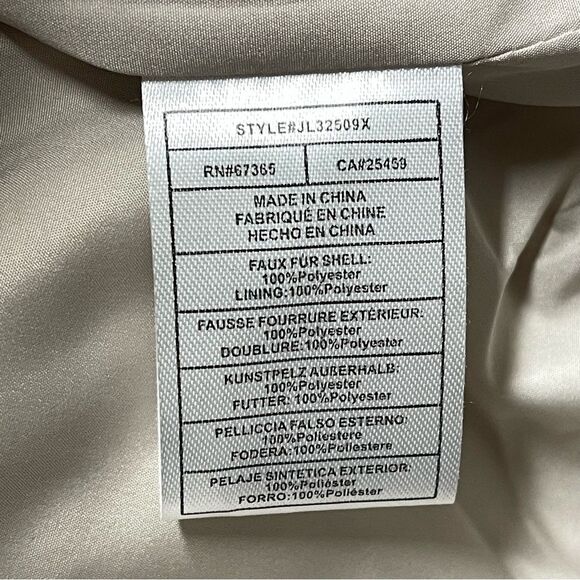 STYLE#JL32509X
RN#67365 CA#25469
MADE IN CHINA
FABRIQUÉ EN CHINE
HECHO EN CHINA
FAUX FUR SHELL:
100%Polyester
LINING:100%Polyester
FAUSSE FOURRURE EXTÉRIEUR:
100%Polyester
DOUBLURE:100%Polyester
KUNSTPELZ AUßERHALB:
100%Polyester
FUTTER:100%Polyester
PELLICCIA FALSO ESTERNO:
100%Poliestere
FODERA:100%Poliestere
PELAJE SINTETICA EXTERIOR:
100%Poliéster
FORRO:100%Poliéster